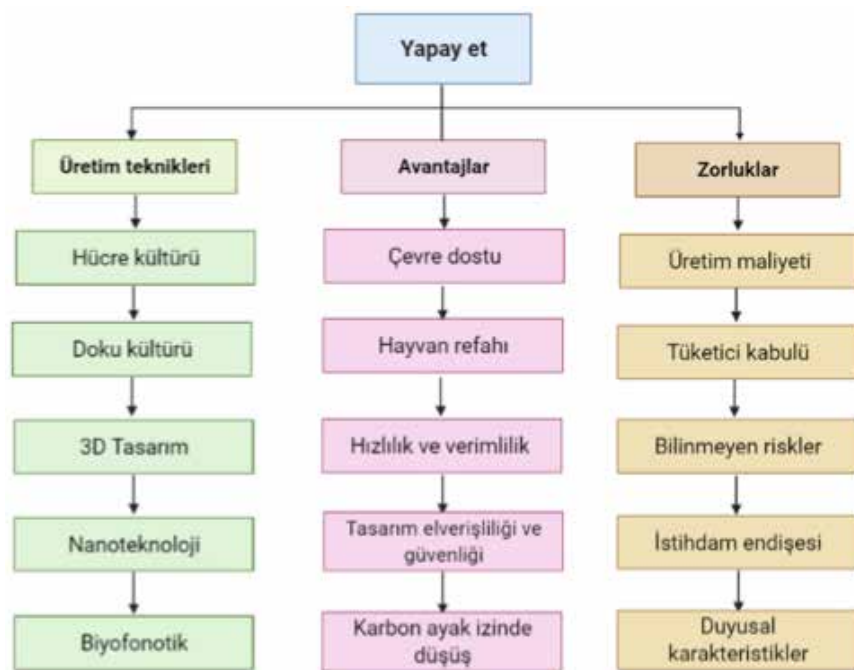 Yapay et
Üretim teknikleri
Hücre kültürü
Doku kültürü
3D Tasarım
Nanoteknoloji
Biyofonotik
Avantajlar
Çevre dostu
Hayvan refahı
Hızlılık ve verimlilik
Tasarım elverişliliği ve
güvenliği
Karbon ayak izinde
düşüş
Zorluklar
Üretim maliyeti
Tüketici kabulü
Bilinmeyen riskler
İstihdam endişesi
Duyusal
karakteristikler